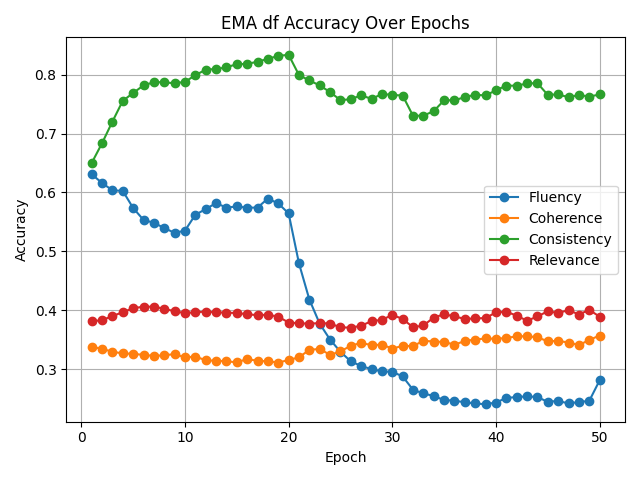 EMA df Accuracy Over Epochs
Accuracy
0.8
0.7
0.6
0.5
0.4
0.3
Fluency
Coherence
Consistency
Relevance
0 10 20 30 40 50
Epoch